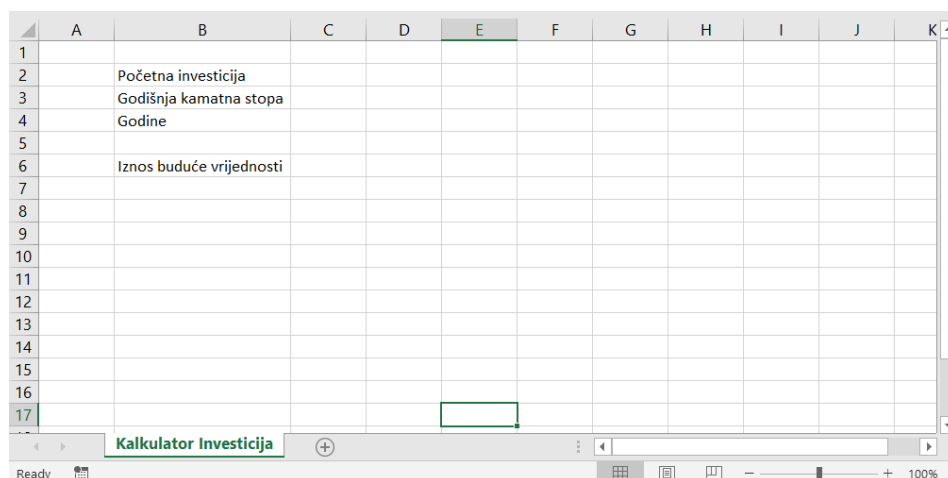 A B C D E F G H I J K
1
2 Početna investicija
3 Godišnja kamatna stopa
4 Godine
5
6 Iznos buduće vrijednosti
7
8
9
10
11
12
13
14
15
16
17
Kalkulator Investicija
Ready 100%